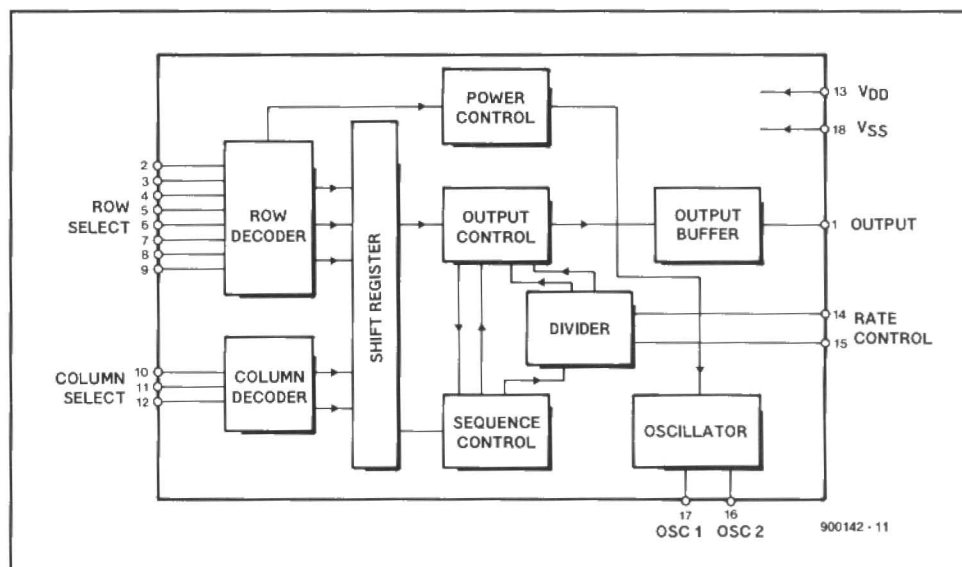 POWER
CONTROL
13 VDD
18 VSS
2
3
4
5
6
7
8
9
ROW
SELECT
ROW
DECODER
SHIFT REGISTER
OUTPUT
CONTROL
OUTPUT
BUFFER
1 OUTPUT
DIVIDER
14
15
RATE
CONTROL
10
11
12
COLUMN
SELECT
COLUMN
DECODER
SEQUENCE
CONTROL
OSCILLATOR
17
OSC 1
16
OSC 2
900142 - 11